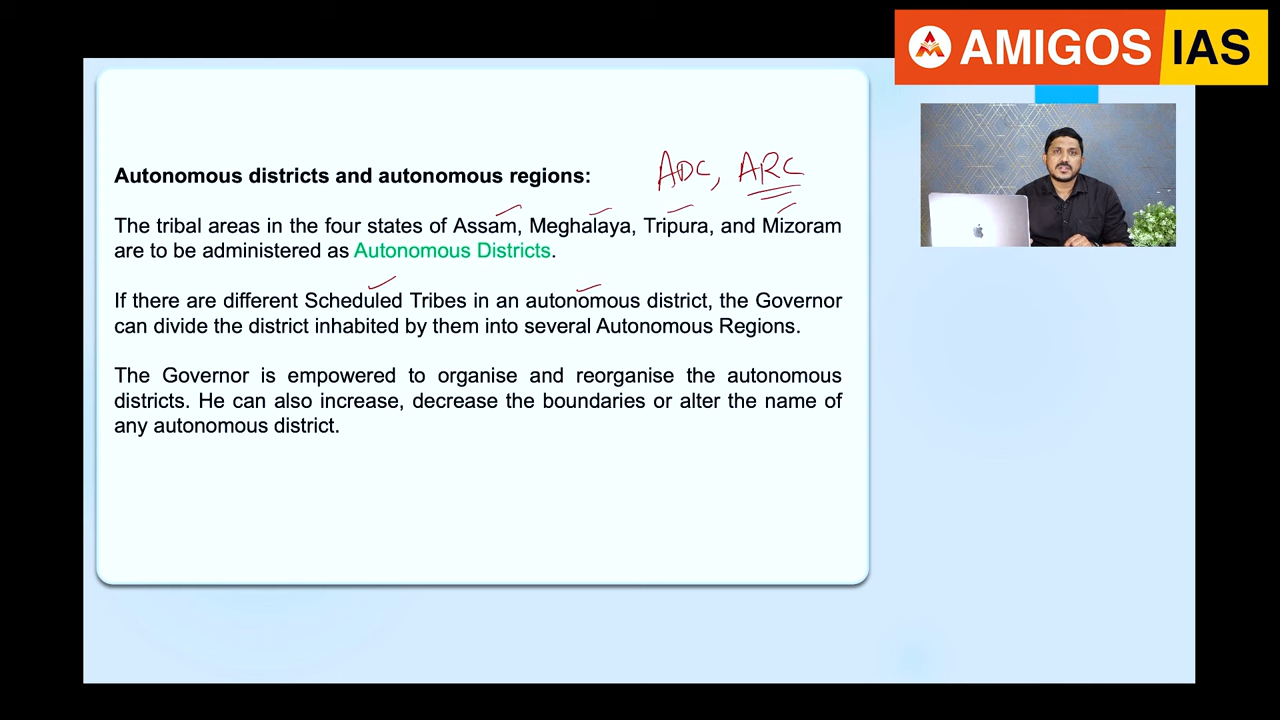 AMIGOS IAS
Autonomous districts and autonomous regions:
ADC, ARC
The tribal areas in the four states of Assam, Meghalaya, Tripura, and Mizoram
are to be administered as Autonomous Districts.
If there are different Scheduled Tribes in an autonomous district, the Governor
can divide the district inhabited by them into several Autonomous Regions.
The Governor is empowered to organise and reorganise the autonomous
districts. He can also increase, decrease the boundaries or alter the name of
any autonomous district.